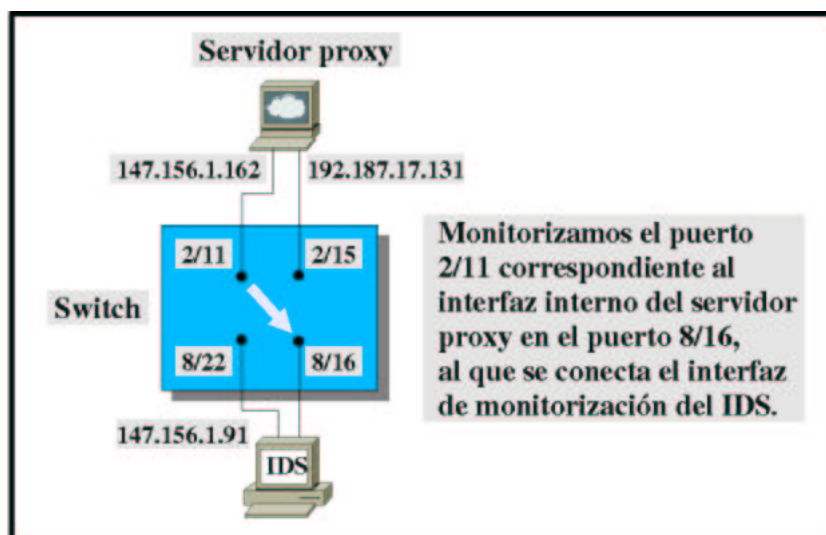 Servidor proxy
147.156.1.162
192.187.17.131
2/11
2/15
Switch
8/22
8/16
147.156.1.91
IDS
Monitorizamos el puerto
2/11 correspondiente al
interfaz interno del servidor
proxy en el puerto 8/16,
al que se conecta el interfaz
de monitorización del IDS.